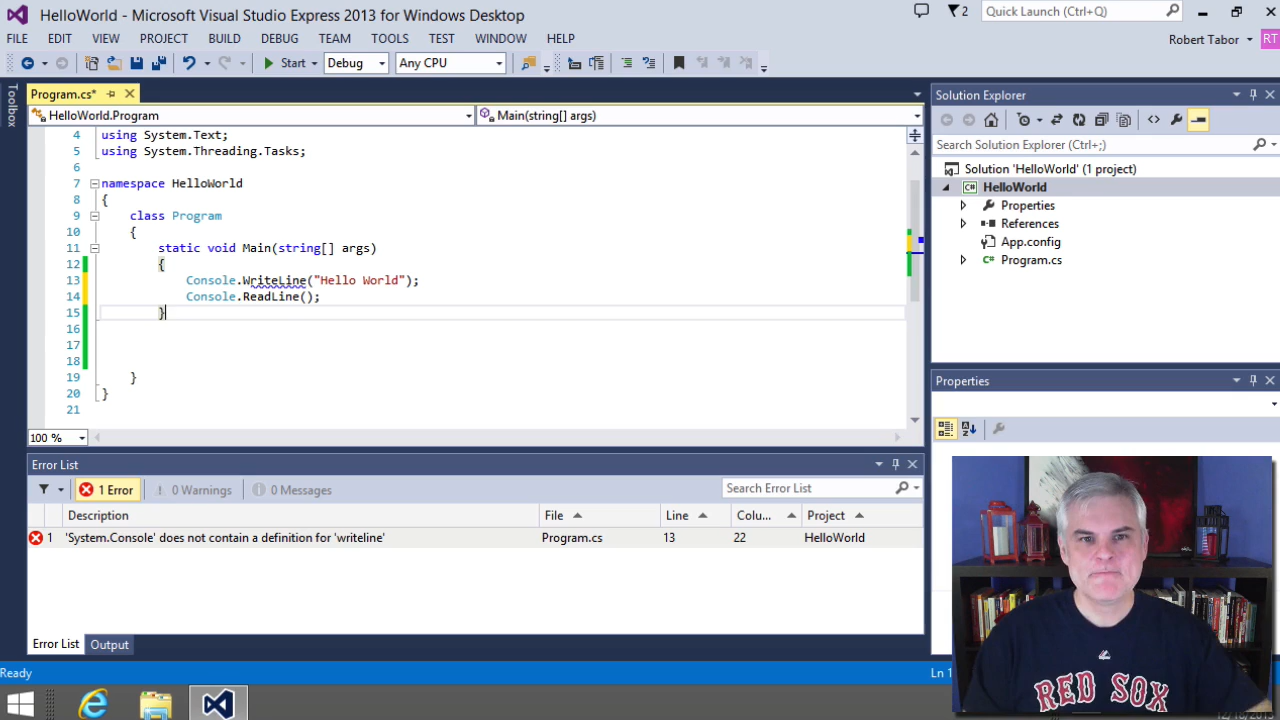 HelloWorld - Microsoft Visual Studio Express 2013 for Windows Desktop
2
Quick Launch (Ctrl+Q)
FILE EDIT VIEW PROJECT BUILD DEBUG TEAM TOOLS TEST WINDOW HELP
Robert Tabor
RT
Start
Debug
Any CPU
Toolbox
Program.cs*
HelloWorld.Program
Main(string[] args)
4 using System.Text;
5 using System.Threading.Tasks;
6
7 namespace HelloWorld
8 {
9 class Program
10 {
11 static void Main(string[] args)
12 {
13 Console.WriteLine("Hello World");
14 Console.ReadLine();
15 }
16
17
18
19 }
20 }
21
100 %
Solution Explorer
Search Solution Explorer (Ctrl+;)
Solution 'HelloWorld' (1 project)
C# HelloWorld
Properties
References
App.config
C# Program.cs
Properties
Error List
1 Error
0 Warnings
0 Messages
Search Error List
Description File Line Colu... Project
1 'System.Console' does not contain a definition for 'writeline' Program.cs 13 22 HelloWorld
Error List Output
Ready
Ln 1
RED SOX